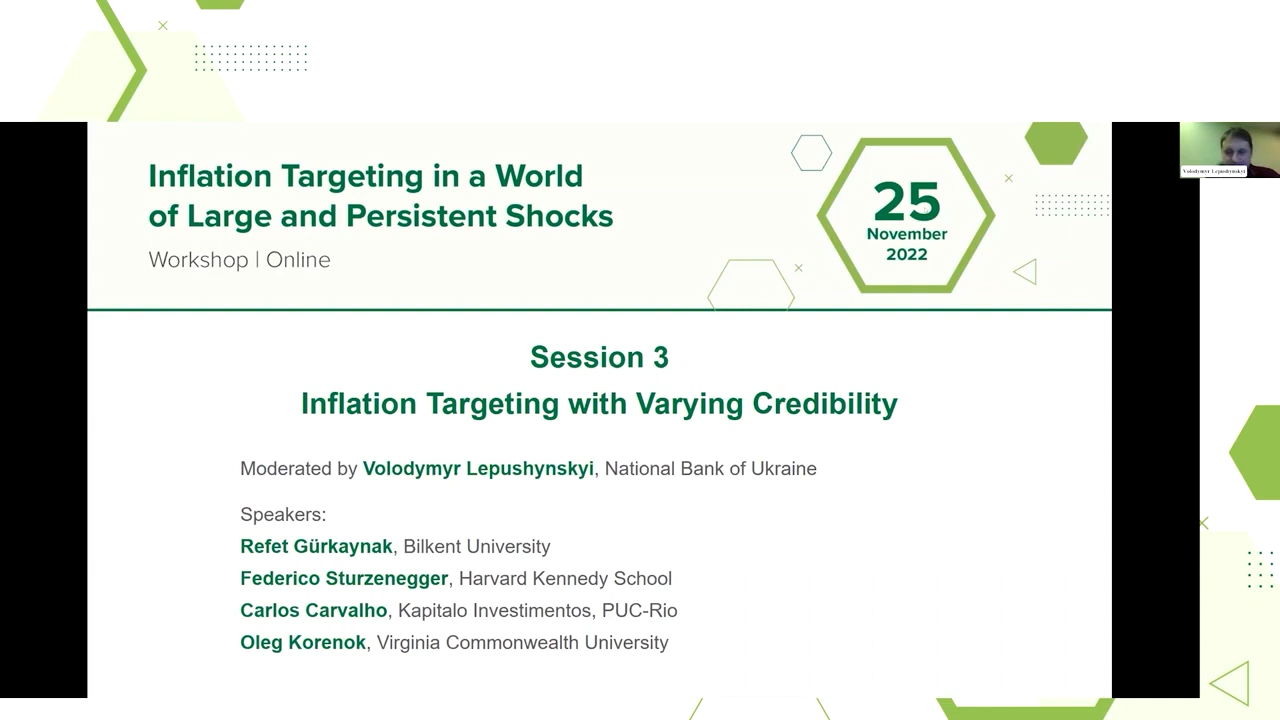 Inflation Targeting in a World
of Large and Persistent Shocks
Workshop | Online
25
November
2022
Volodymyr Lepushynskyi
Session 3
Inflation Targeting with Varying Credibility
Moderated by Volodymyr Lepushynskyi, National Bank of Ukraine
Speakers:
Refet Gürkaynak, Bilkent University
Federico Sturzenegger, Harvard Kennedy School
Carlos Carvalho, Kapitalo Investimentos, PUC-Rio
Oleg Korenok, Virginia Commonwealth University